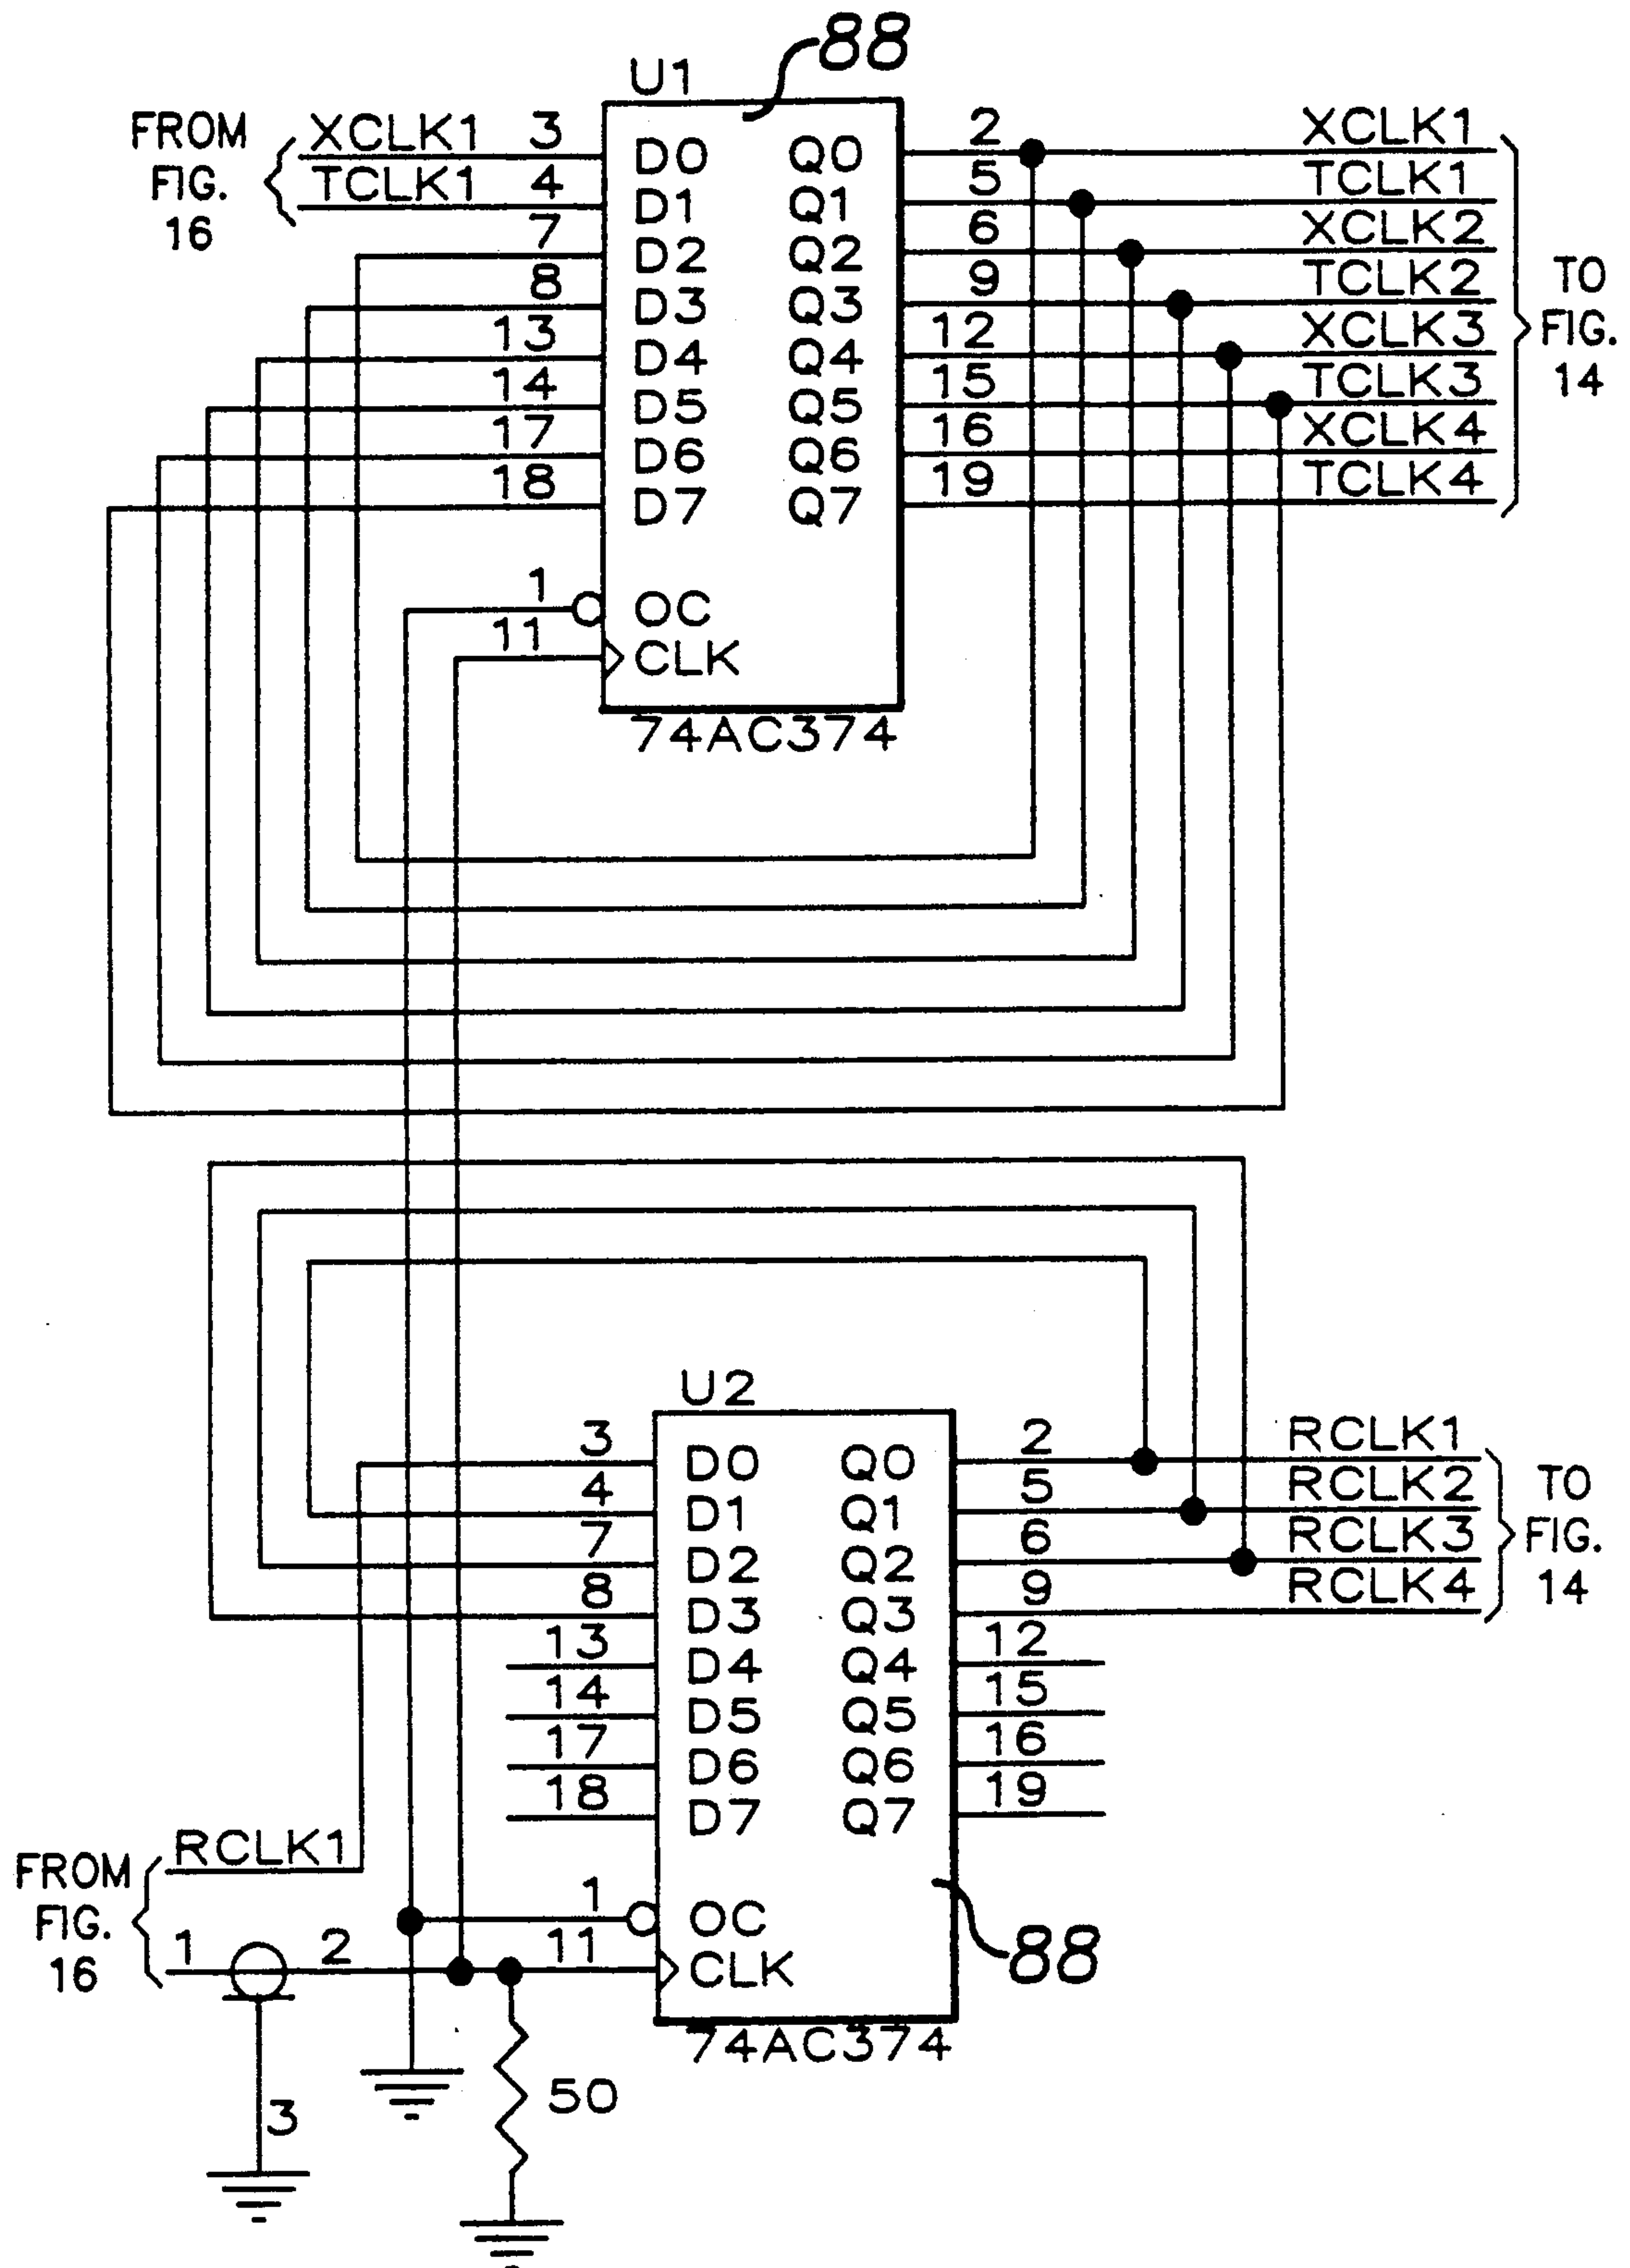 88
U1
FROM FIG. 16
XCLK1 3 D0 Q0 2 XCLK1
TCLK1 4 D1 Q1 5 TCLK1
7 D2 Q2 6 XCLK2
8 D3 Q3 9 TCLK2
13 D4 Q4 12 XCLK3
14 D5 Q5 15 TCLK3
17 D6 Q6 16 XCLK4
18 D7 Q7 19 TCLK4
TO FIG. 14
1 OC
11 CLK
74AC374
U2
3 D0 Q0 2 RCLK1
4 D1 Q1 5 RCLK2
7 D2 Q2 6 RCLK3
8 D3 Q3 9 RCLK4
TO FIG. 14
13 D4 Q4 12
14 D5 Q5 15
17 D6 Q6 16
18 D7 Q7 19
RCLK1
FROM FIG. 16
1 OC
1 2 11 CLK
88
74AC374
50
3